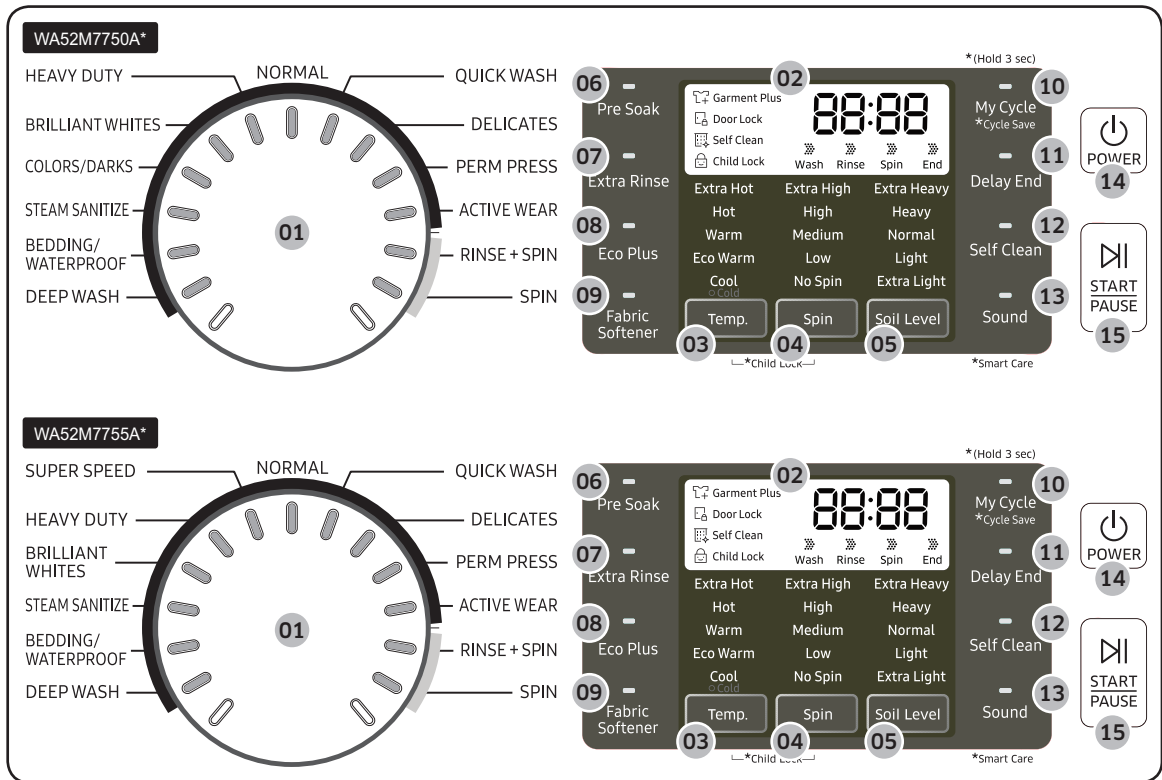 WA52M7750A*
HEAVY DUTY
BRILLIANT WHITES
COLORS/DARKS
STEAM SANITIZE
BEDDING/
WATERPROOF
DEEP WASH
NORMAL
QUICK WASH
DELICATES
PERM PRESS
ACTIVE WEAR
RINSE + SPIN
SPIN
01
06
Pre Soak
07
Extra Rinse
08
Eco Plus
09
Fabric
Softener
02
Garment Plus
Door Lock
Self Clean
Child Lock
88:88
Wash Rinse Spin End
Extra Hot Extra High Extra Heavy
Hot High Heavy
Warm Medium Normal
Eco Warm Low Light
Cool No Spin Extra Light
Cold
Temp. Spin Soil Level
03 04 05
*Child Lock
*Smart Care
*(Hold 3 sec)
10
My Cycle
*Cycle Save
11
Delay End
12
Self Clean
13
Sound
POWER
14
START
PAUSE
15
WA52M7755A*
SUPER SPEED
HEAVY DUTY
BRILLIANT
WHITES
STEAM SANITIZE
BEDDING/
WATERPROOF
DEEP WASH
NORMAL
QUICK WASH
DELICATES
PERM PRESS
ACTIVE WEAR
RINSE + SPIN
SPIN
01
06
Pre Soak
07
Extra Rinse
08
Eco Plus
09
Fabric
Softener
02
Garment Plus
Door Lock
Self Clean
Child Lock
88:88
Wash Rinse Spin End
Extra Hot Extra High Extra Heavy
Hot High Heavy
Warm Medium Normal
Eco Warm Low Light
Cool No Spin Extra Light
Cold
Temp. Spin Soil Level
03 04 05
*Child Lock
*Smart Care
*(Hold 3 sec)
10
My Cycle
*Cycle Save
11
Delay End
12
Self Clean
13
Sound
POWER
14
START
PAUSE
15